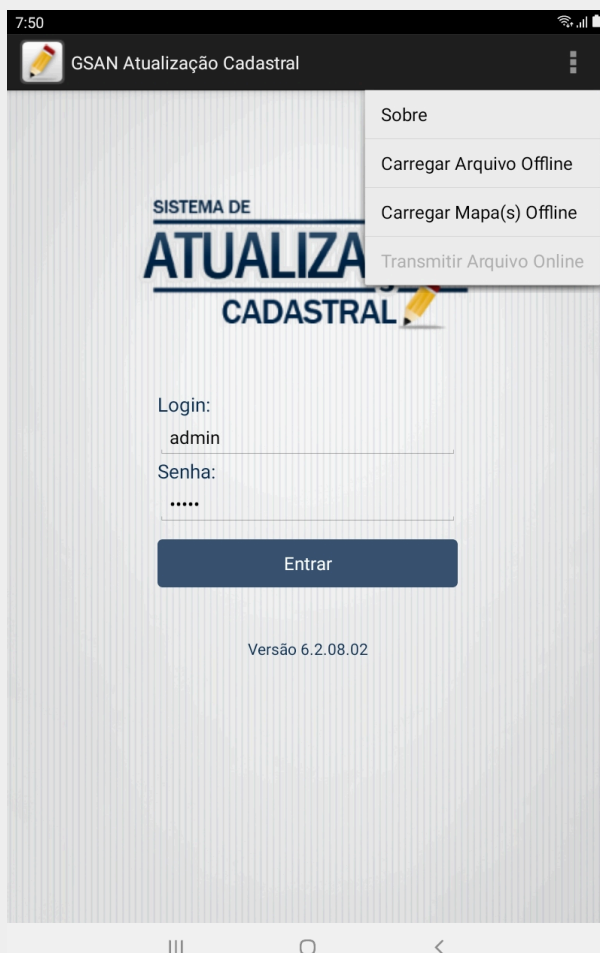 7:50
GSAN Atualização Cadastral
Sobre
Carregar Arquivo Offline
Carregar Mapa(s) Offline
Transmitir Arquivo Online
SISTEMA DE
ATUALIZA
CADASTRAL
Login:
admin
Senha:
•••••
Entrar
Versão 6.2.08.02